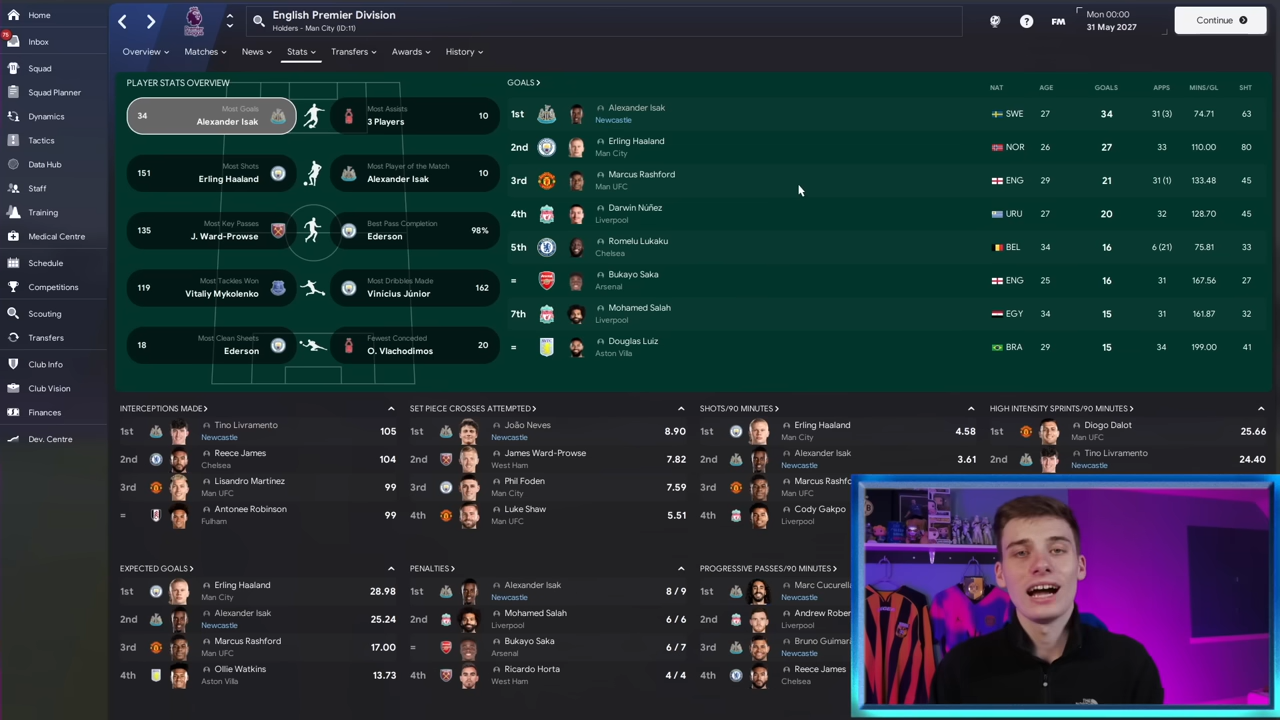 Home
75
Inbox
Squad
Squad Planner
Dynamics
Tactics
Data Hub
Staff
Training
Medical Centre
Schedule
Competitions
Scouting
Transfers
Club Info
Club Vision
Finances
Dev. Centre
English Premier Division
Holders - Man City (ID:11)
?
FM
Mon 00:00
31 May 2027
Continue
Overview Matches News Stats Transfers Awards History
PLAYER STATS OVERVIEW
34 Most Goals
Alexander Isak
Most Assists
3 Players 10
151 Most Shots
Erling Haaland
Most Player of the Match
Alexander Isak 10
135 Most Key Passes
J. Ward-Prowse
Best Pass Completion
Ederson 98%
119 Most Tackles Won
Vitaliy Mykolenko
Most Dribbles Made
Vinícius Júnior 162
18 Most Clean Sheets
Ederson
Fewest Conceded
O. Vlachodimos 20
GOALS NAT AGE GOALS APPS MINS/GL SHT
1st Alexander Isak SWE 27 34 31 (3) 74.71 63
Newcastle
2nd Erling Haaland NOR 26 27 33 110.00 80
Man City
3rd Marcus Rashford ENG 29 21 31 (1) 133.48 45
Man UFC
4th Darwin Núñez URU 27 20 32 128.70 45
Liverpool
5th Romelu Lukaku BEL 34 16 6 (21) 75.81 33
Chelsea
= Bukayo Saka ENG 25 16 31 167.56 27
Arsenal
7th Mohamed Salah EGY 34 15 31 161.87 32
Liverpool
= Douglas Luiz BRA 29 15 34 199.00 41
Aston Villa
INTERCEPTIONS MADE
1st Tino Livramento 105
Newcastle
2nd Reece James 104
Chelsea
3rd Lisandro Martínez 99
Man UFC
= Antonee Robinson 99
Fulham
SET PIECE CROSSES ATTEMPTED
1st João Neves 8.90
Newcastle
2nd James Ward-Prowse 7.82
West Ham
3rd Phil Foden 7.59
Man City
4th Luke Shaw 5.51
Man UFC
SHOTS/90 MINUTES
1st Erling Haaland 4.58
Man City
2nd Alexander Isak 3.61
Newcastle
3rd Marcus Rashfo
Man UFC
4th Cody Gakpo
Liverpool
HIGH INTENSITY SPRINTS/90 MINUTES
1st Diogo Dalot 25.66
Man UFC
2nd Tino Livramento 24.40
Newcastle
EXPECTED GOALS
1st Erling Haaland 28.98
Man City
2nd Alexander Isak 25.24
Newcastle
3rd Marcus Rashford 17.00
Man UFC
4th Ollie Watkins 13.73
Aston Villa
PENALTIES
1st Alexander Isak 8 / 9
Newcastle
2nd Mohamed Salah 6 / 6
Liverpool
= Bukayo Saka 6 / 7
Arsenal
4th Ricardo Horta 4 / 4
West Ham
PROGRESSIVE PASSES/90 MINUTES
1st Marc Cucurella
Newcastle
2nd Andrew Rober
Liverpool
3rd Bruno Guimarã
Newcastle
4th Reece James
Chelsea